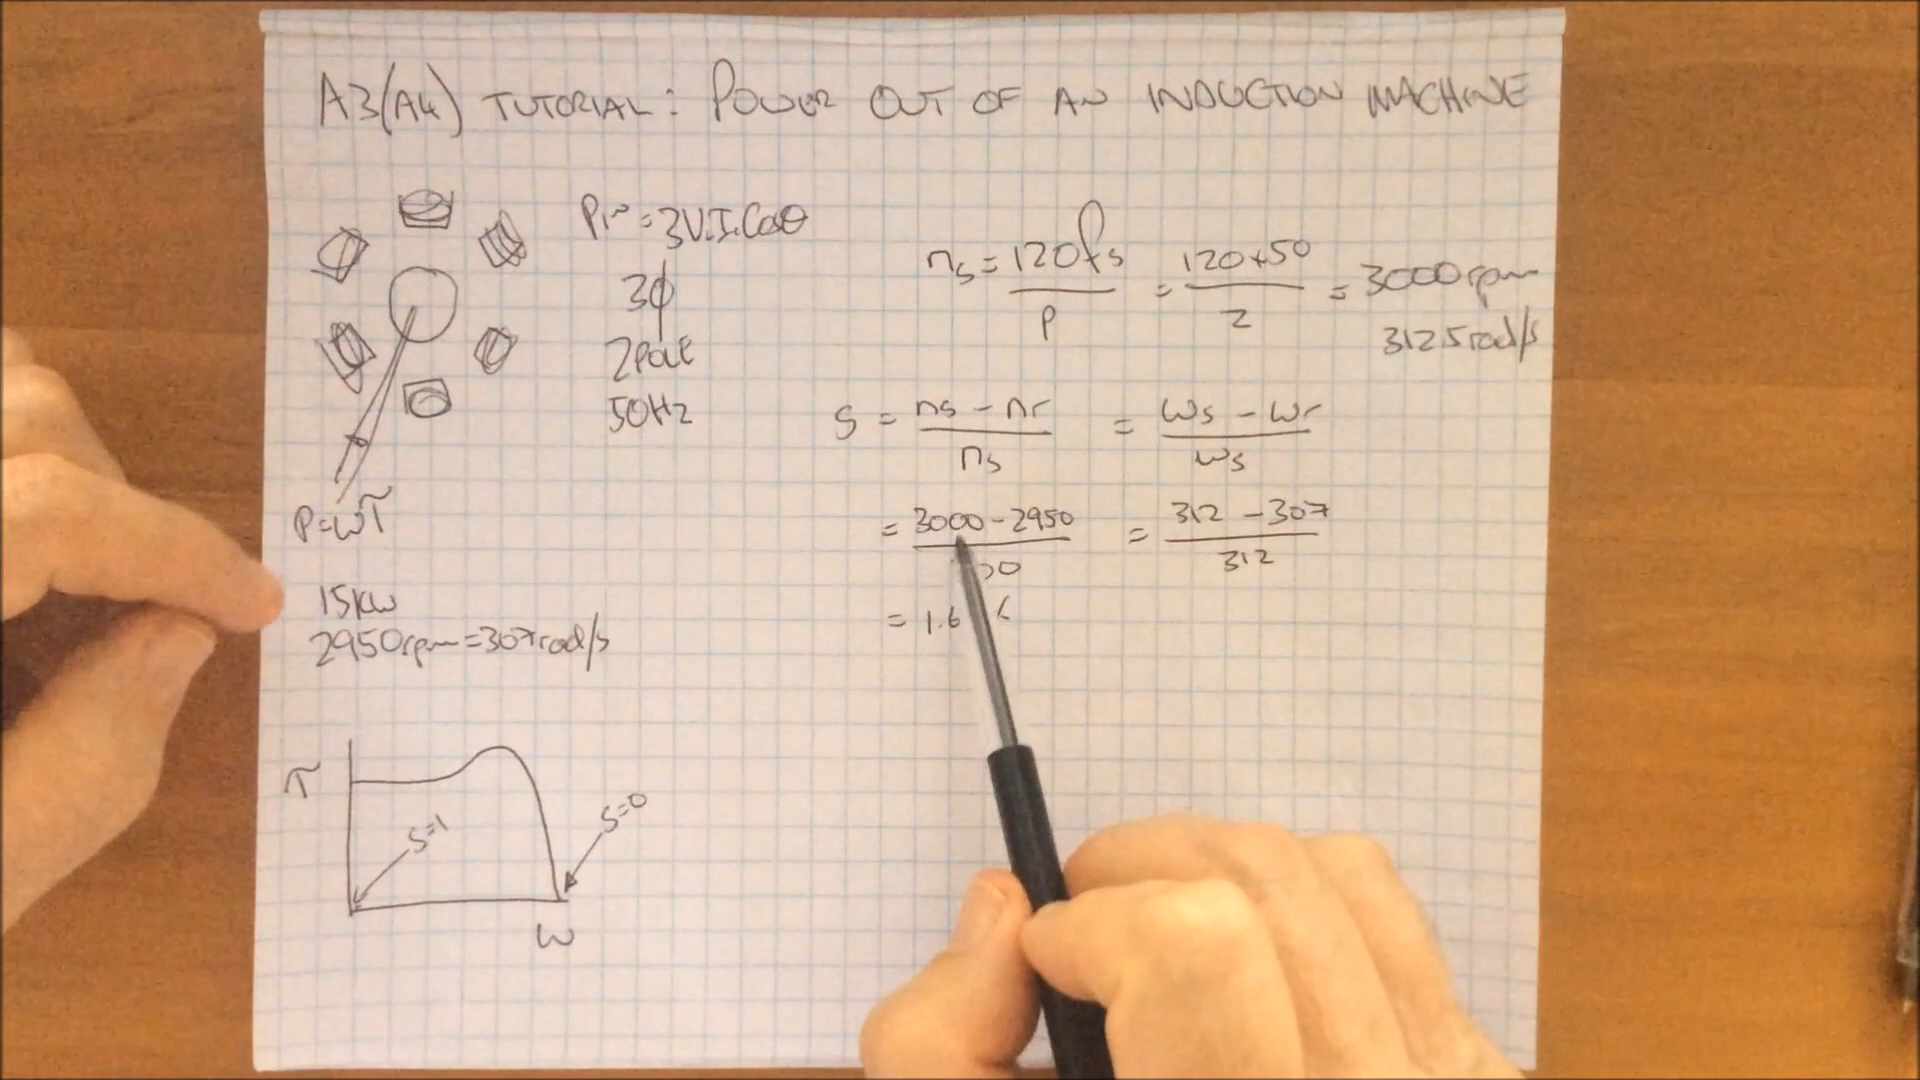 A3(A4) TUTORIAL: POWER OUT OF AN INDUCTION MACHINE
Pin = 3V.I.Cosθ
3ϕ
2POLE
50Hz
P=ωT
15kW
2950rpm=307rad/s
T
S=1
S=0
ω
ns = 120fs / P = 120*50 / 2 = 3000rpm
312.5rad/s
S = ns - nr / ns = ωs - ωr / ωs
= 3000-2950 / = 312 - 307 / 312
= 1.6